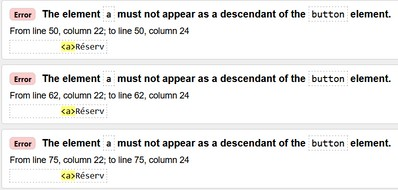 Error The element a must not appear as a descendant of the button element.
From line 50, column 22; to line 50, column 24
<a>Réserv
Error The element a must not appear as a descendant of the button element.
From line 62, column 22; to line 62, column 24
<a>Réserv
Error The element a must not appear as a descendant of the button element.
From line 75, column 22; to line 75, column 24
<a>Réserv